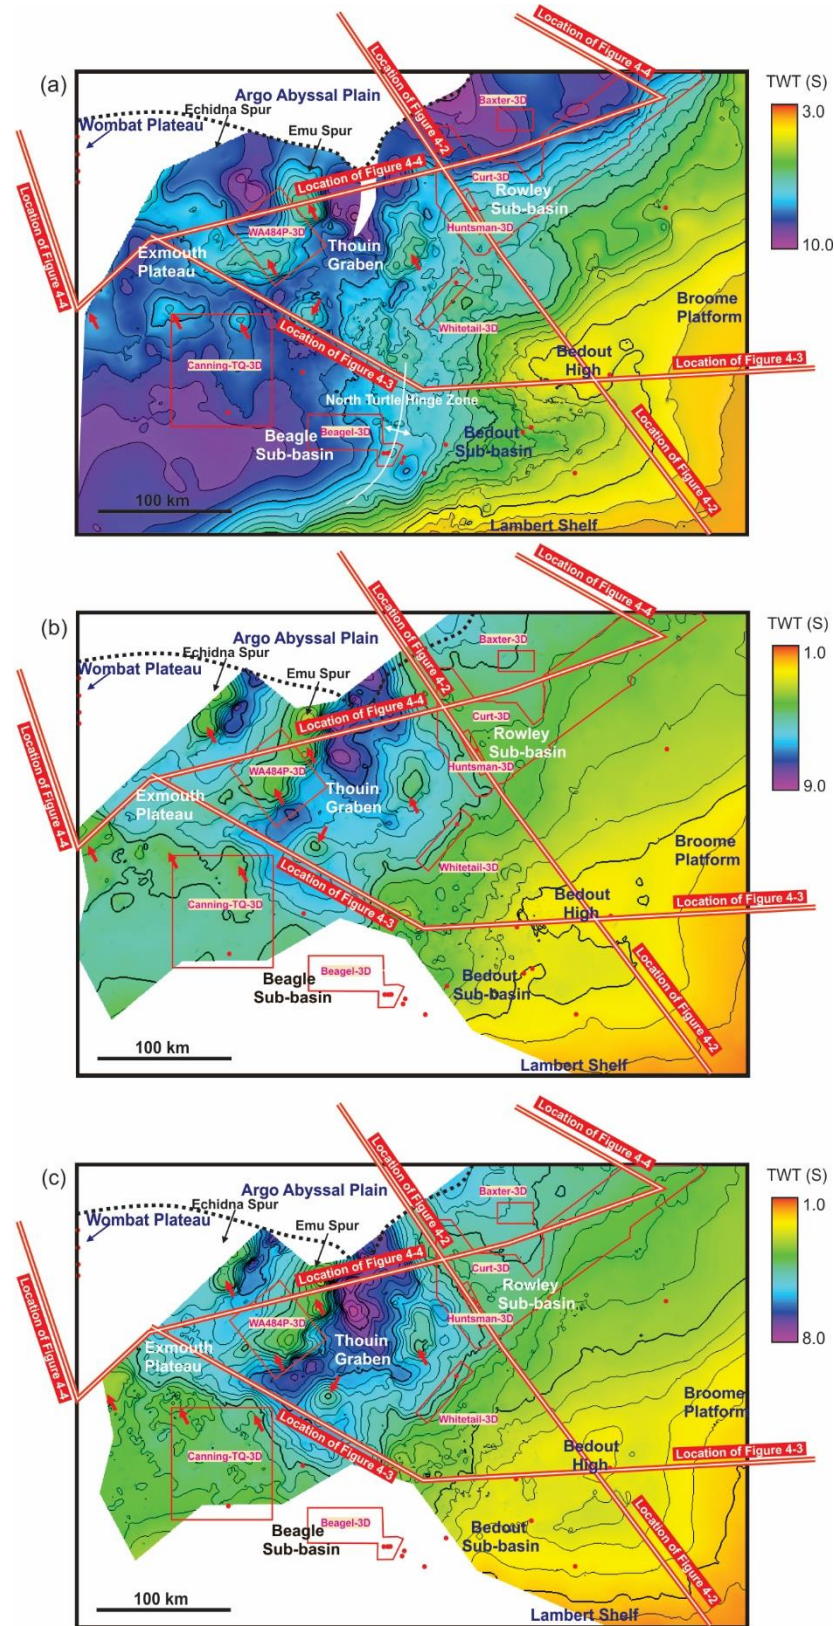 (a)
Location of Figure 4-4
Location of Figure 4-2
TWT (S)
3.0
10.0
Argo Abyssal Plain
Echidna Spur
Wombat Plateau
Emu Spur
Baxter-3D
Location of Figure 4-4
Curt-3D
Rowley
Sub-basin
WA484P-3D
Huntsman-3D
Exmouth
Plateau
Thouin
Graben
Location of Figure 4-4
Broome
Platform
Whitetail-3D
Canning-TQ-3D
Location of Figure 4-3
Bedout
High
Location of Figure 4-3
North Turtle Hinge Zone
Beagle
Sub-basin
Beagel-3D
Bedout
Sub-basin
Location of Figure 4-2
100 km
Lambert Shelf
(b)
Location of Figure 4-4
Location of Figure 4-2
TWT (S)
1.0
9.0
Argo Abyssal Plain
Echidna Spur
Wombat Plateau
Emu Spur
Baxter-3D
Location of Figure 4-4
Curt-3D
Rowley
Sub-basin
WA484P-3D
Huntsman-3D
Exmouth
Plateau
Thouin
Graben
Location of Figure 4-4
Broome
Platform
Whitetail-3D
Canning-TQ-3D
Location of Figure 4-3
Bedout
High
Location of Figure 4-3
Beagle
Sub-basin
Beagel-3D
Bedout
Sub-basin
Location of Figure 4-2
100 km
Lambert Shelf
(c)
Location of Figure 4-4
Location of Figure 4-2
TWT (S)
1.0
8.0
Argo Abyssal Plain
Echidna Spur
Wombat Plateau
Emu Spur
Baxter-3D
Location of Figure 4-4
Curt-3D
Rowley
Sub-basin
WA484P-3D
Huntsman-3D
Exmouth
Plateau
Thouin
Graben
Location of Figure 4-4
Broome
Platform
Whitetail-3D
Canning-TQ-3D
Location of Figure 4-3
Bedout
High
Location of Figure 4-3
Beagle
Sub-basin
Beagel-3D
Bedout
Sub-basin
Location of Figure 4-2
100 km
Lambert Shelf